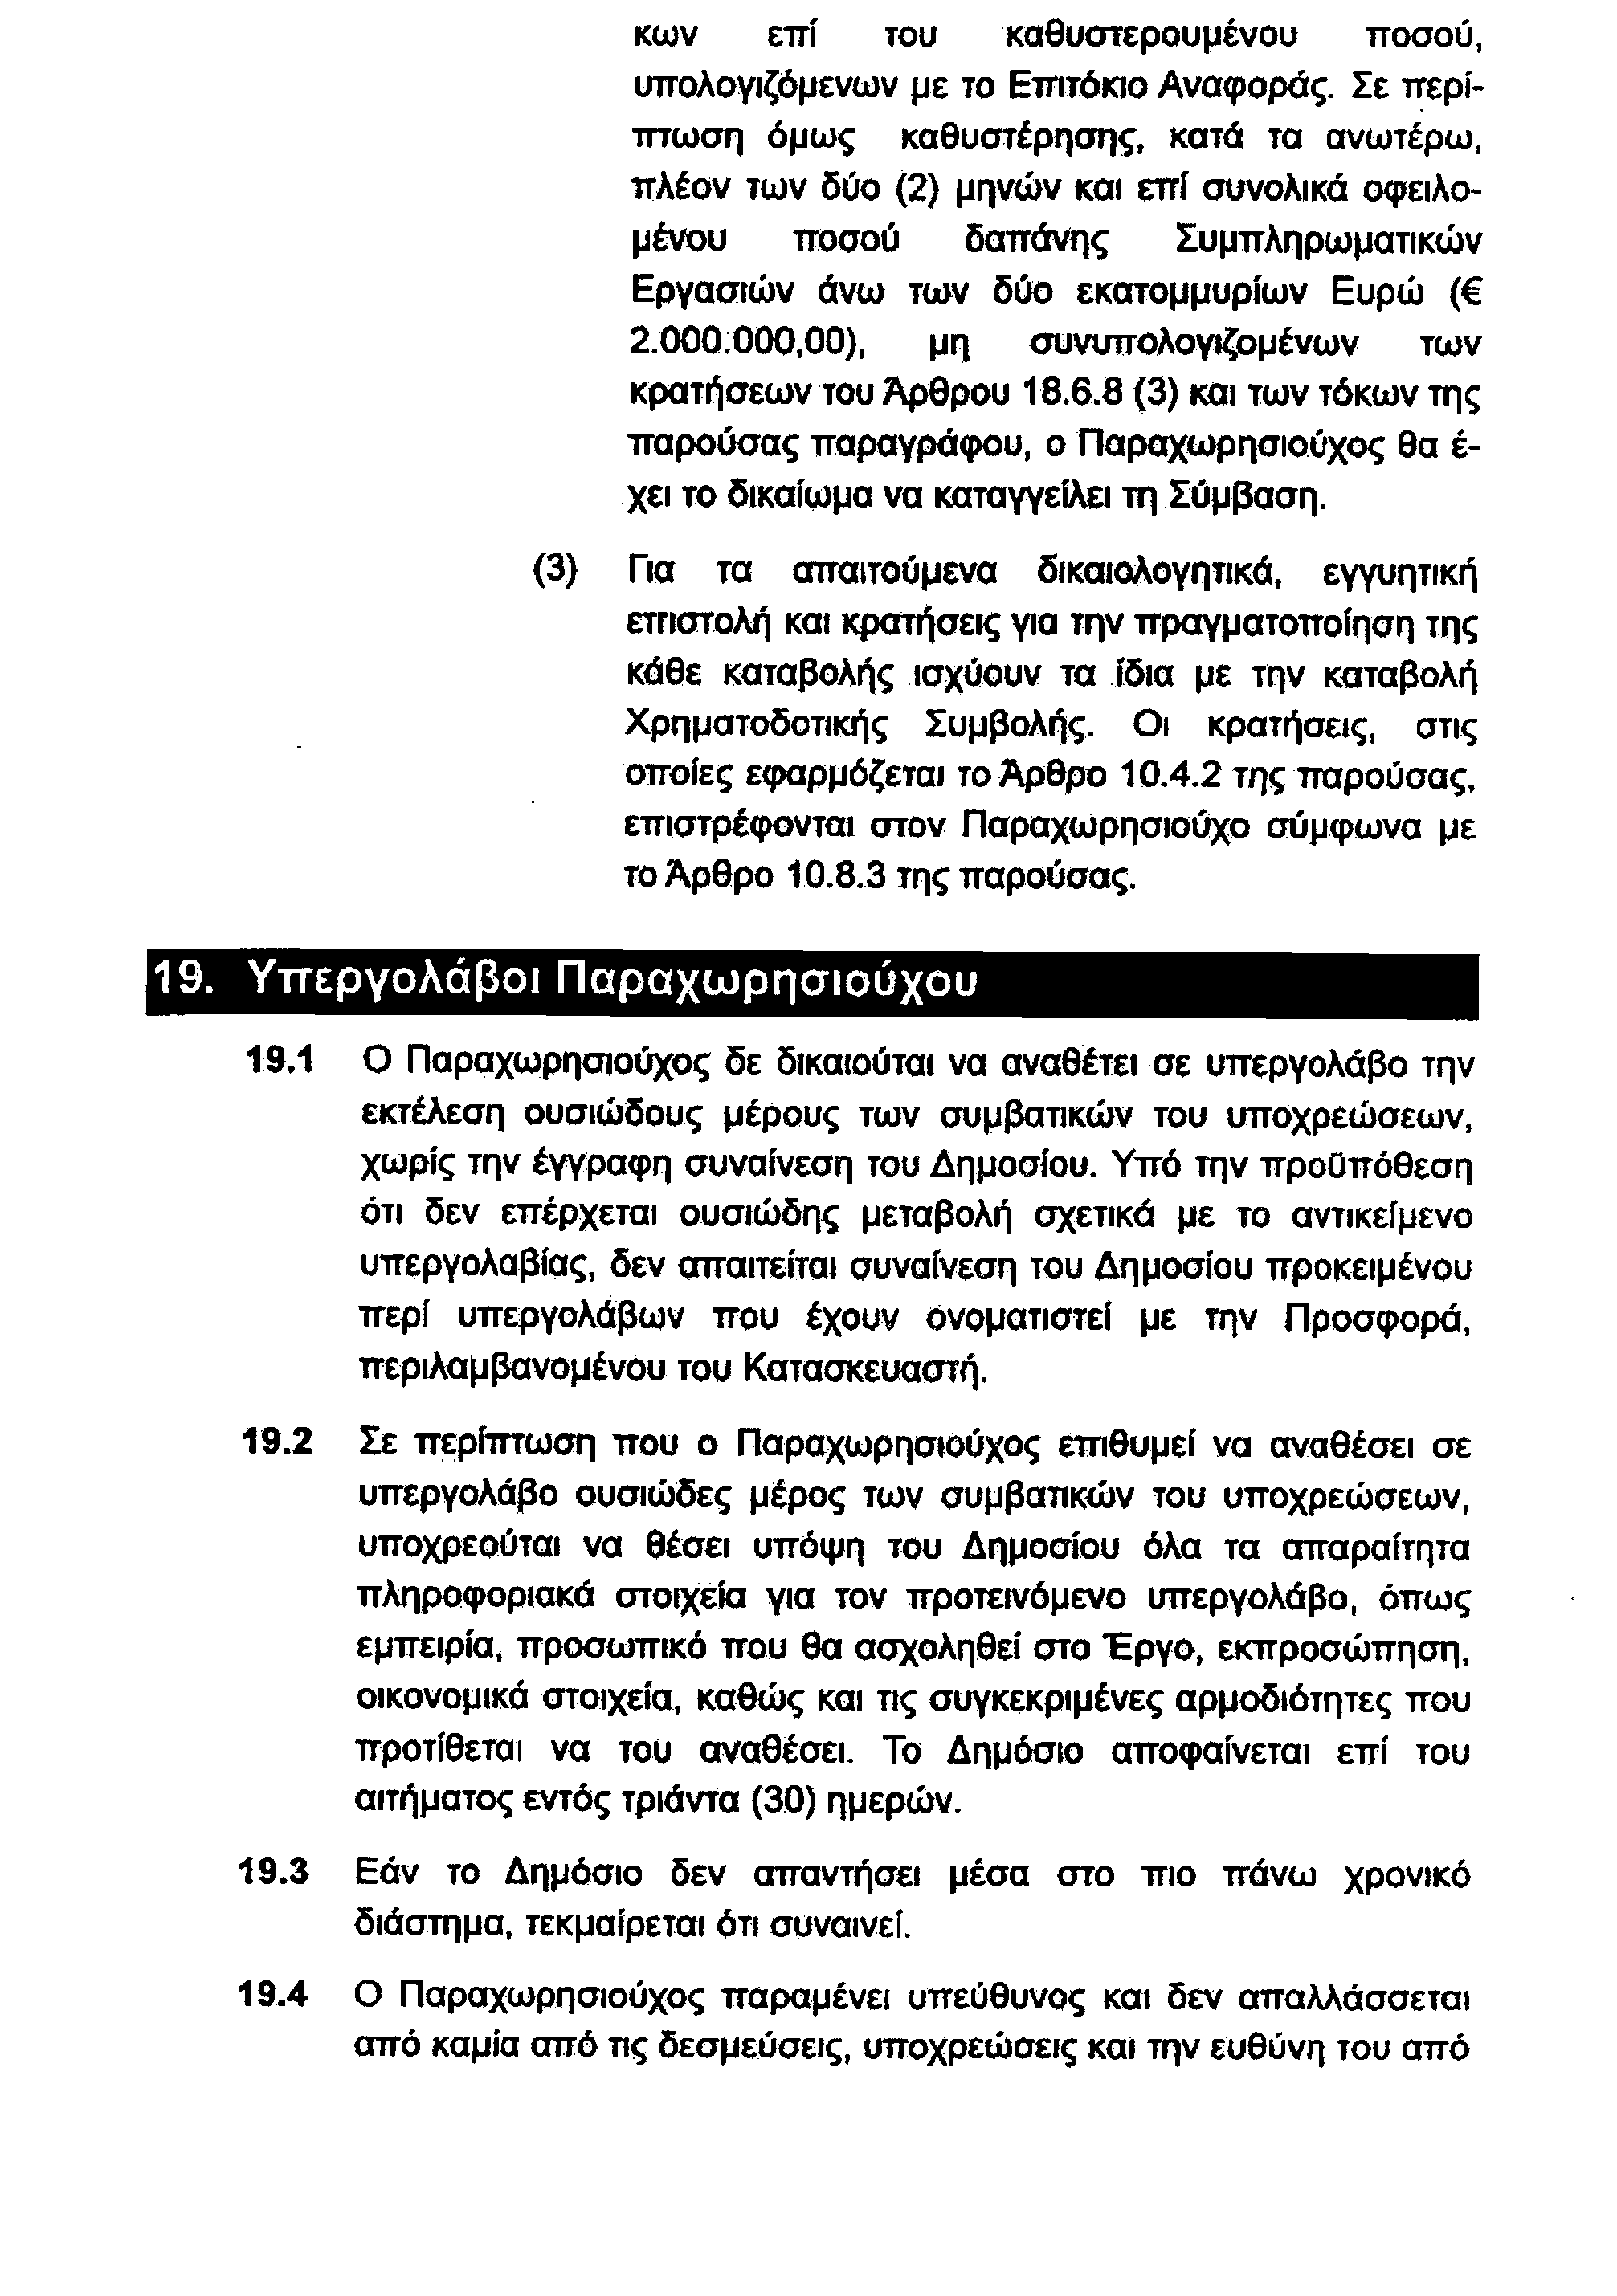 κων επί του καθυστερουμένου ποσού,
υπολογιζόμενων με το Επιτόκιο Αναφοράς. Σε περί-
πτωση όμως καθυστέρησης, κατά τα ανωτέρω,
πλέον των δύο (2) μηνών και επί συνολικά οφειλο-
μένου ποσού δαπάνης Συμπληρωματικών
Εργασιών άνω των δύο εκατομμυρίων Ευρώ (€
2.000.000,00), μη συνυπολογιζομένων των
κρατήσεων του Άρθρου 18.6.8 (3) και των τόκων της
παρούσας παραγράφου, ο Παραχωρησιούχος θα έ-
χει το δικαίωμα να καταγγείλει τη Σύμβαση.
(3) Για τα απαιτούμενα δικαιολογητικά, εγγυητική
επιστολή και κρατήσεις για την πραγματοποίηση της
κάθε καταβολής ισχύουν τα ίδια με την καταβολή
Χρηματοδοτικής Συμβολής. Οι κρατήσεις, στις
οποίες εφαρμόζεται το Άρθρο 10.4.2 της παρούσας,
επιστρέφονται στον Παραχωρησιούχο σύμφωνα με
το Άρθρο 10.8.3 της παρούσας.
19. Υπεργολάβοι Παραχωρησιούχου
19.1 Ο Παραχωρησιούχος δε δικαιούται να αναθέτει σε υπεργολάβο την
εκτέλεση ουσιώδους μέρους των συμβατικών του υποχρεώσεων,
χωρίς την έγγραφη συναίνεση του Δημοσίου. Υπό την προϋπόθεση
ότι δεν επέρχεται ουσιώδης μεταβολή σχετικά με το αντικείμενο
υπεργολαβίας, δεν απαιτείται συναίνεση του Δημοσίου προκειμένου
περί υπεργολάβων που έχουν ονοματιστεί με την Προσφορά,
περιλαμβανομένου του Κατασκευαστή.
19.2 Σε περίπτωση που ο Παραχωρησιούχος επιθυμεί να αναθέσει σε
υπεργολάβο ουσιώδες μέρος των συμβατικών του υποχρεώσεων,
υποχρεούται να θέσει υπόψη του Δημοσίου όλα τα απαραίτητα
πληροφοριακά στοιχεία για τον προτεινόμενο υπεργολάβο, όπως
εμπειρία, προσωπικό που θα ασχοληθεί στο Έργο, εκπροσώπηση,
οικονομικά στοιχεία, καθώς και τις συγκεκριμένες αρμοδιότητες που
προτίθεται να του αναθέσει. Το Δημόσιο αποφαίνεται επί του
αιτήματος εντός τριάντα (30) ημερών.
19.3 Εάν το Δημόσιο δεν απαντήσει μέσα στο πιο πάνω χρονικό
διάστημα, τεκμαίρεται ότι συναινεί.
19.4 Ο Παραχωρησιούχος παραμένει υπεύθυνος και δεν απαλλάσσεται
από καμία από τις δεσμεύσεις, υποχρεώσεις και την ευθύνη του από